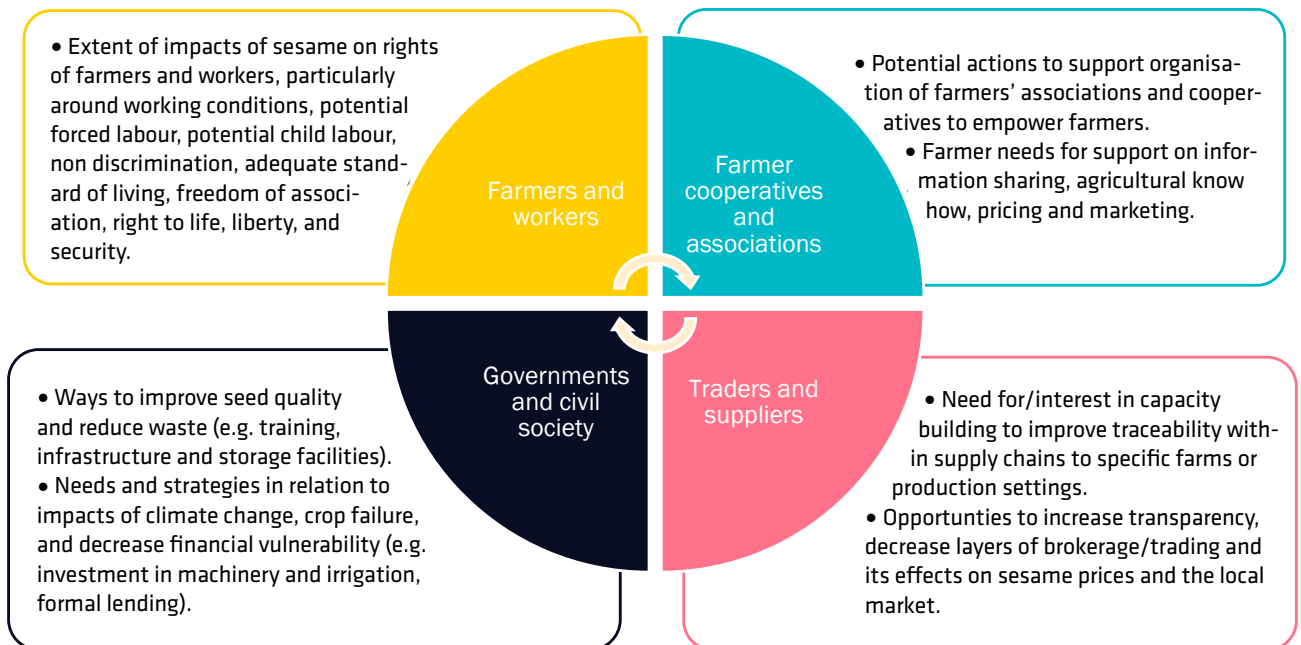 • Extent of impacts of sesame on rights
of farmers and workers, particularly
around working conditions, potential
forced labour, potential child labour,
non discrimination, adequate stand-
ard of living, freedom of associ-
ation, right to life, liberty, and
security.
Farmers and
workers
Farmer
cooperatives
and
associations
• Potential actions to support organisa-
tion of farmers’ associations and cooper-
atives to empower farmers.
• Farmer needs for support on infor-
mation sharing, agricultural know
how, pricing and marketing.
• Ways to improve seed quality
and reduce waste (e.g. training,
infrastructure and storage facilities).
• Needs and strategies in relation to
impacts of climate change, crop failure,
and decrease financial vulnerability (e.g.
investment in machinery and irrigation,
formal lending).
Governments
and civil
society
Traders and
suppliers
• Need for/interest in capacity
building to improve traceability with-
in supply chains to specific farms or
production settings.
• Opportunties to increase transparency,
decrease layers of brokerage/trading and
its effects on sesame prices and the local
market.